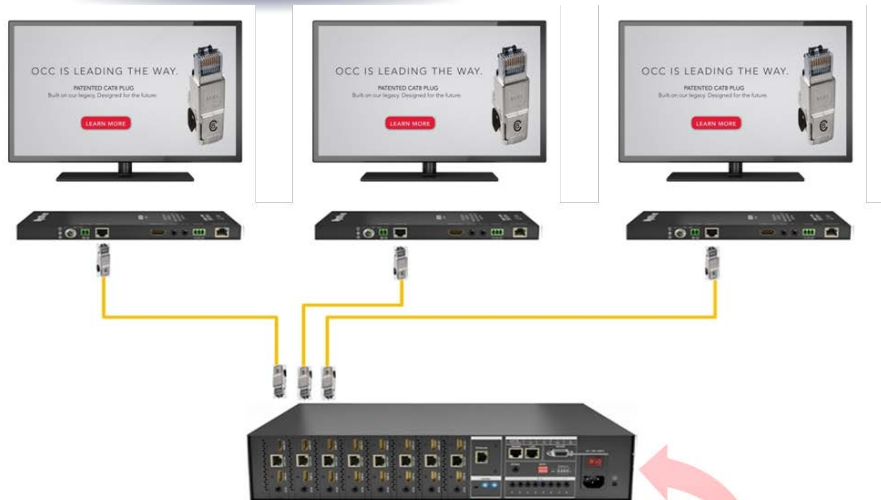 OCC IS LEADING THE WAY.
PATENTED CAT8 PLUG
Built on our legacy. Designed for the future.
LEARN MORE
OCC IS LEADING THE WAY.
PATENTED CAT8 PLUG
Built on our legacy. Designed for the future.
LEARN MORE
OCC IS LEADING THE WAY.
PATENTED CAT8 PLUG
Built on our legacy. Designed for the future.
LEARN MORE